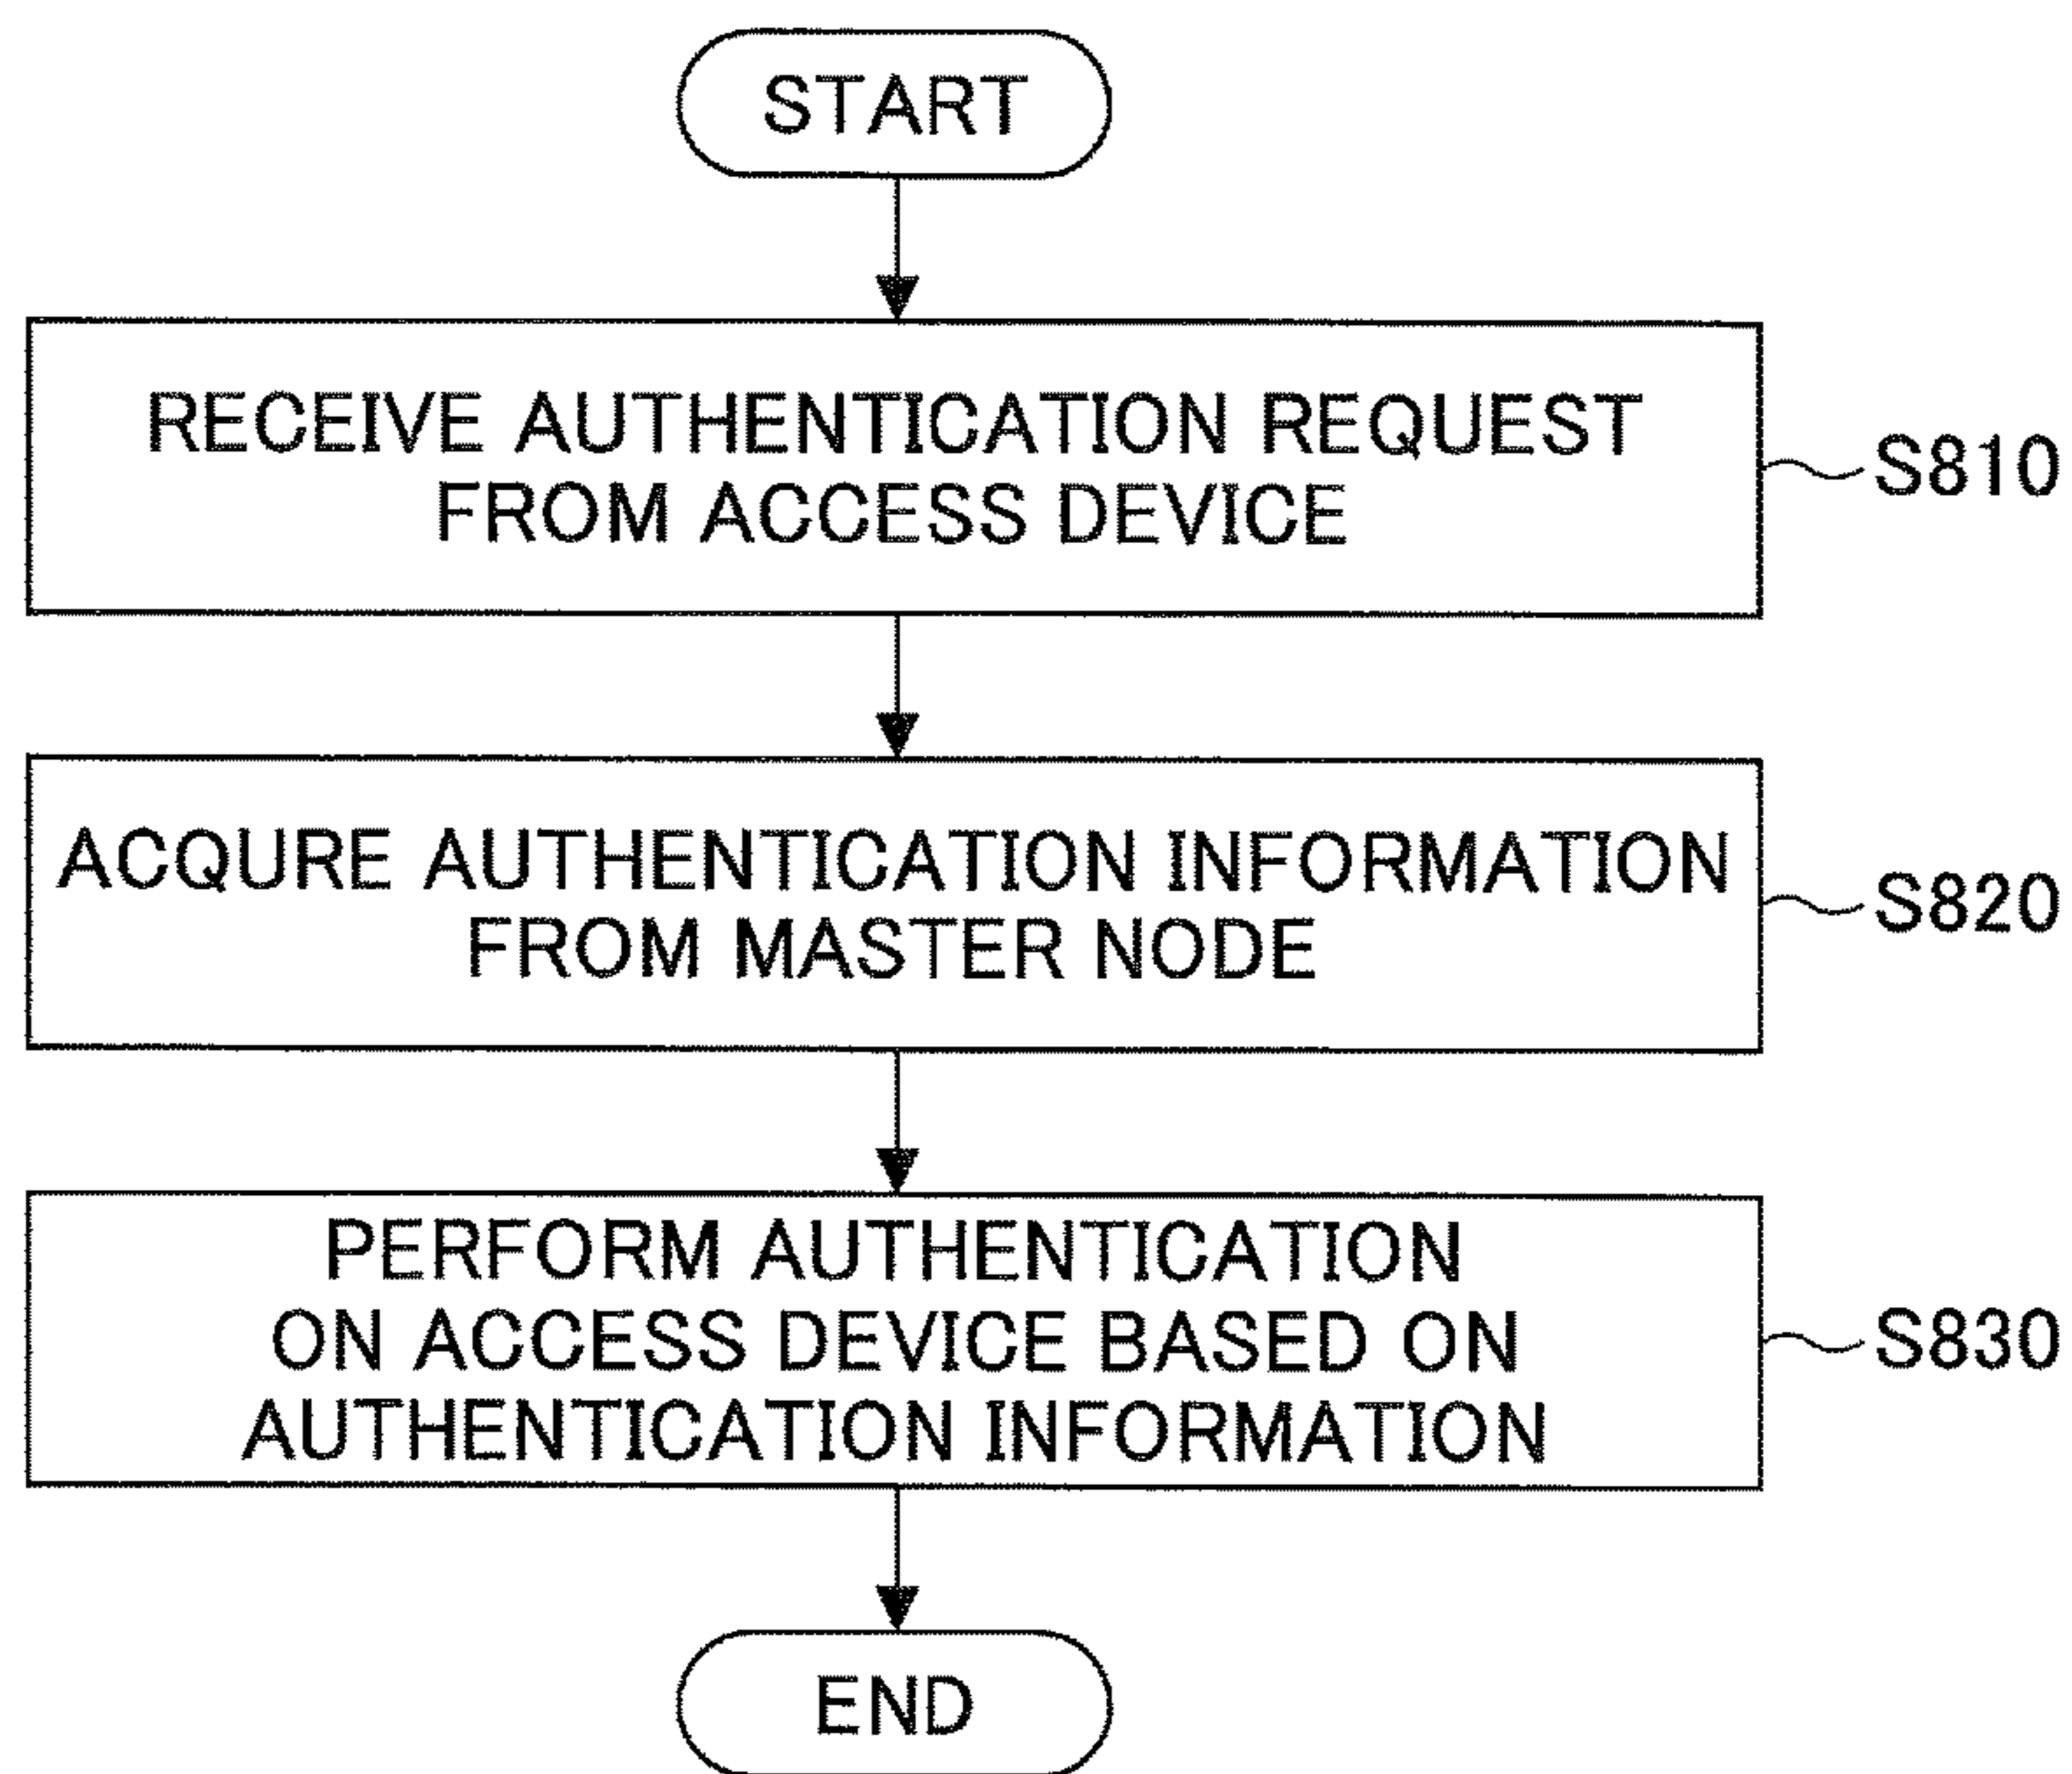 START
RECEIVE AUTHENTICATION REQUEST
FROM ACCESS DEVICE
S810
ACQURE AUTHENTICATION INFORMATION
FROM MASTER NODE
S820
PERFORM AUTHENTICATION
ON ACCESS DEVICE BASED ON
AUTHENTICATION INFORMATION
S830
END